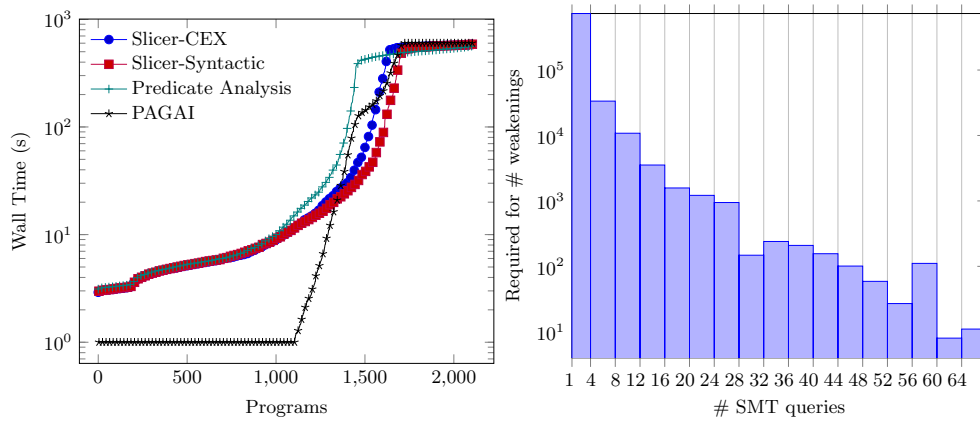 10^3
10^2
10^1
10^0
Wall Time (s)
Slicer-CEX
Slicer-Syntactic
Predicate Analysis
PAGAI
0 500 1,000 1,500 2,000
Programs
10^5
10^4
10^3
10^2
10^1
Required for # weakenings
1 4 8 12 16 20 24 28 32 36 40 44 48 52 56 60 64
# SMT queries